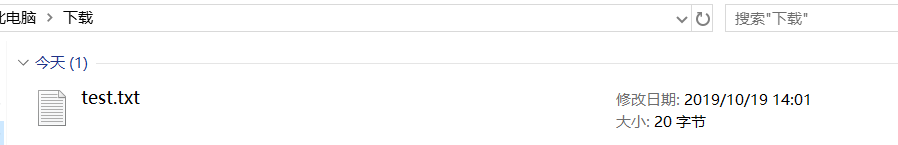 此电脑 > 下载
搜索"下载"
今天 (1)
test.txt
修改日期: 2019/10/19 14:01
大小: 20 字节